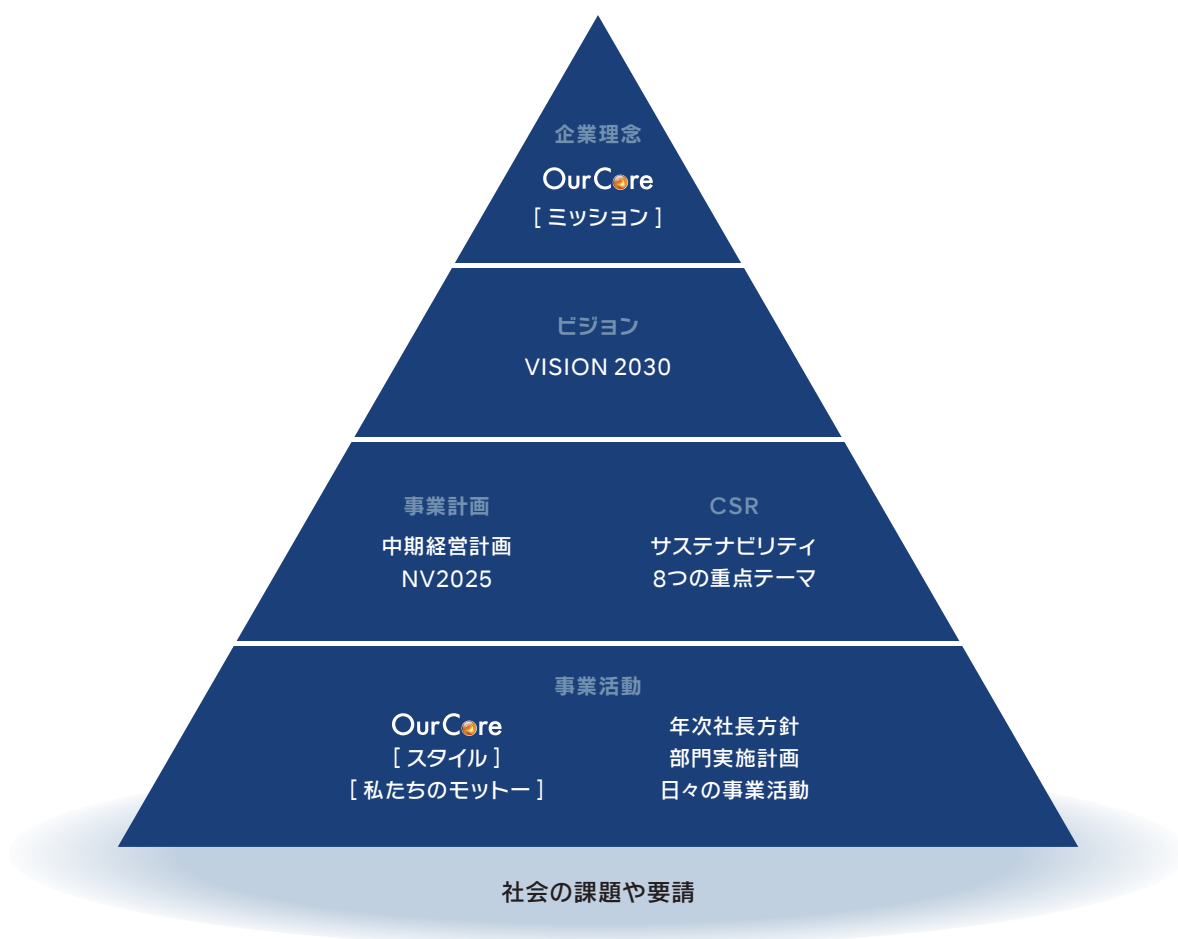 企業理念
OurCore
[ ミッション ]
ビジョン
VISION 2030
事業計画
中期経営計画
NV2025
CSR
サステナビリティ
8つの重点テーマ
事業活動
OurCore
[ スタイル ]
[ 私たちのモットー ]
年次社長方針
部門実施計画
日々の事業活動
社会の課題や要請